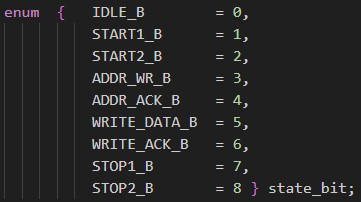 enum { IDLE_B = 0,
START1_B = 1,
START2_B = 2,
ADDR_WR_B = 3,
ADDR_ACK_B = 4,
WRITE_DATA_B = 5,
WRITE_ACK_B = 6,
STOP1_B = 7,
STOP2_B = 8 } state_bit;